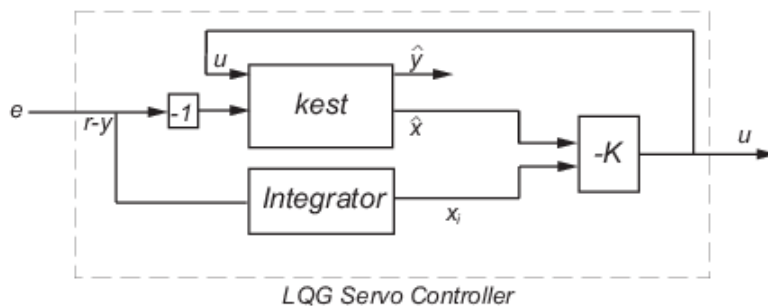 u
ŷ
kest
e
r-y
-1
x̂
-K
u
Integrator
xᵢ
LQG Servo Controller